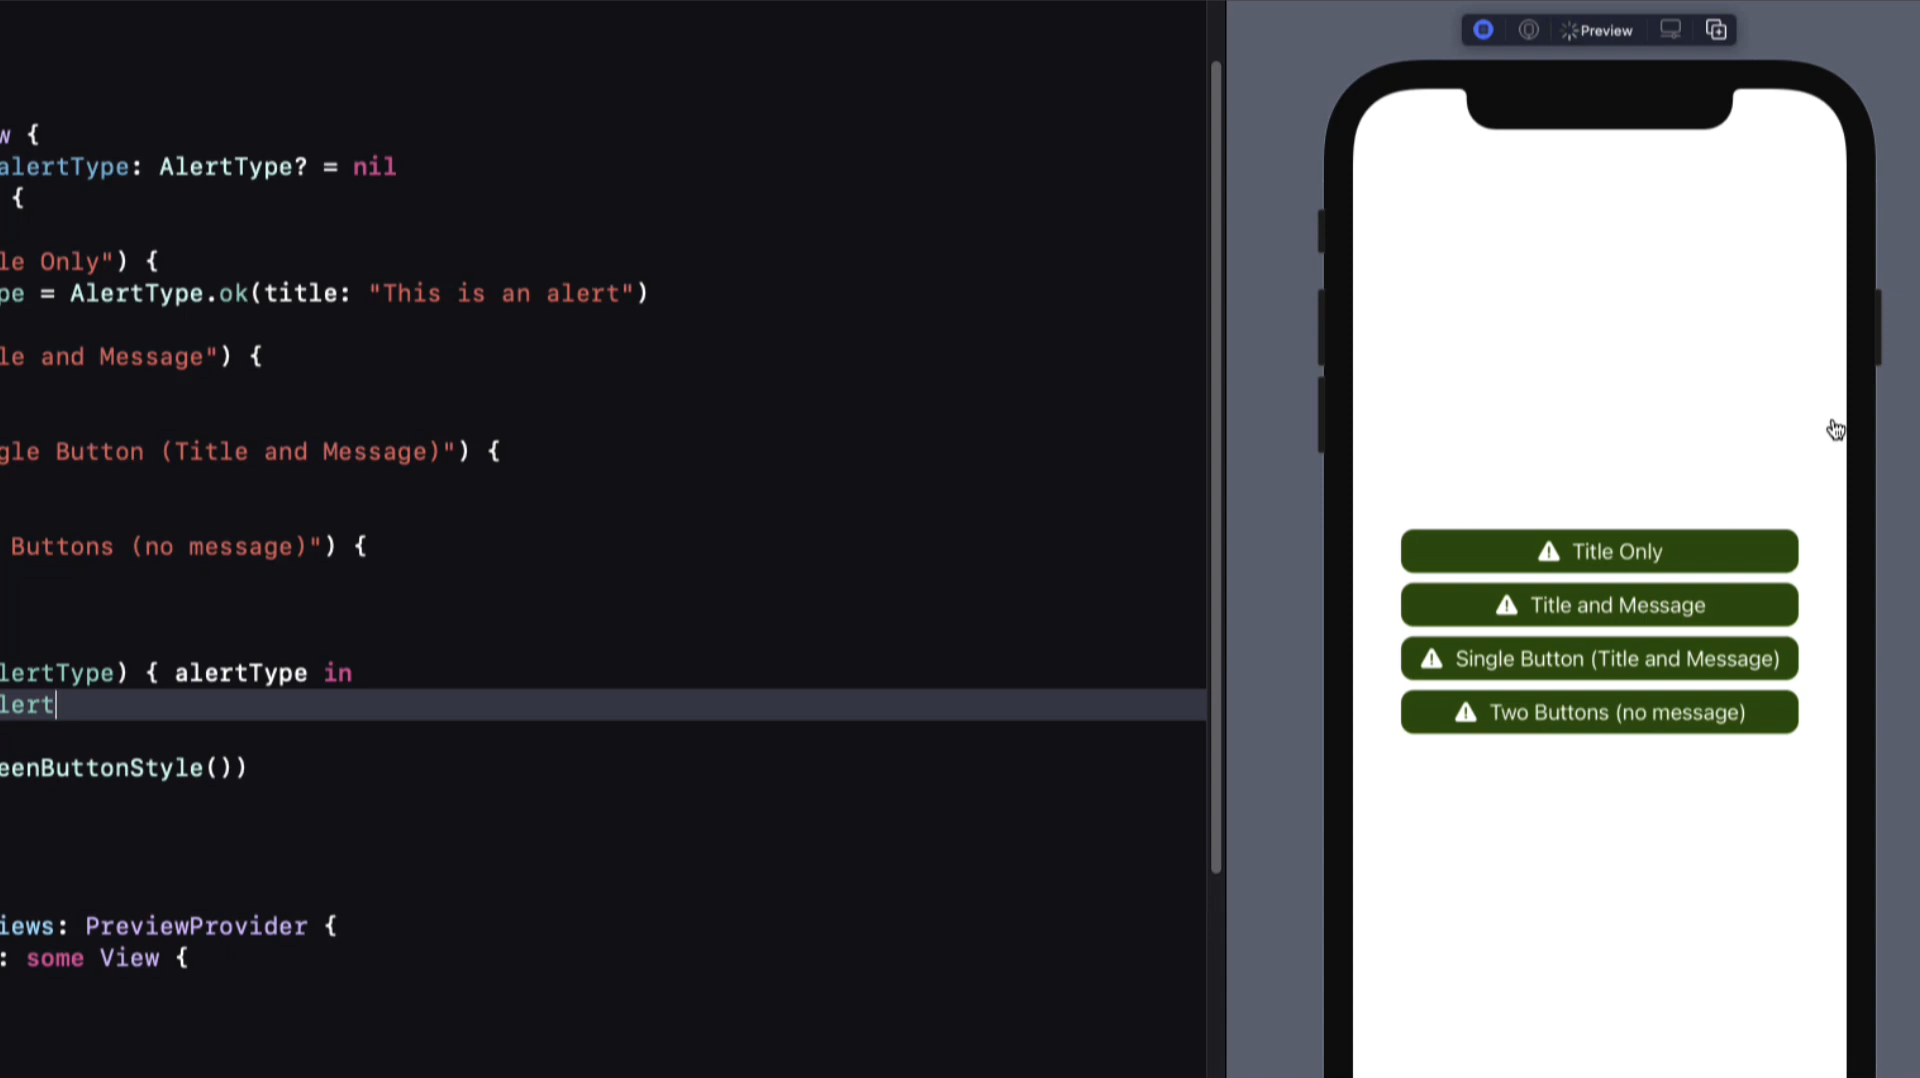 w {
alertType: AlertType? = nil
{
le Only") {
pe = AlertType.ok(title: "This is an alert")
le and Message") {
gle Button (Title and Message)") {
Buttons (no message)") {
lertType) { alertType in
lert
eenButtonStyle())
iews: PreviewProvider {
: some View {
Preview
Title Only
Title and Message
Single Button (Title and Message)
Two Buttons (no message)